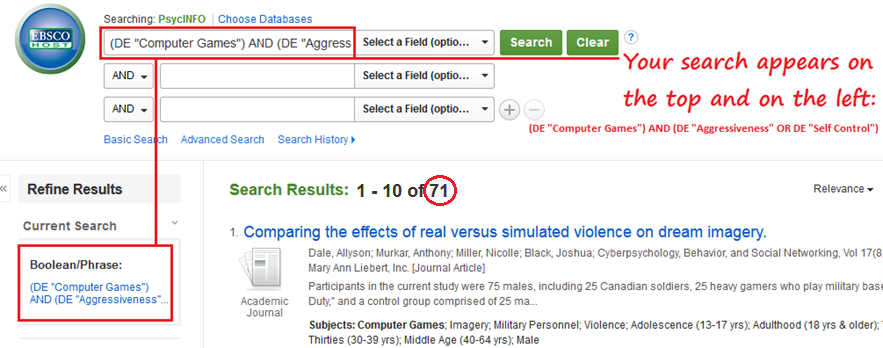 Searching: PsycINFO | Choose Databases
EBSCO
HOST
(DE "Computer Games") AND (DE "Aggress
Select a Field (optio...
Search
Clear
?
AND
Select a Field (optio...
AND
Select a Field (optio...
Basic Search Advanced Search Search History
Your search appears on
the top and on the left:
(DE "Computer Games") AND (DE "Aggressiveness" OR DE "Self Control")
«
Refine Results
Current Search
Boolean/Phrase:
(DE "Computer Games")
AND (DE "Aggressiveness"...
Search Results: 1 - 10 of 71
Relevance
1. Comparing the effects of real versus simulated violence on dream imagery.
Dale, Allyson; Murkar, Anthony; Miller, Nicolle; Black, Joshua; Cyberpsychology, Behavior, and Social Networking, Vol 17(8
Mary Ann Liebert, Inc. [Journal Article]
Academic
Journal
Participants in the current study were 75 males, including 25 Canadian soldiers, 25 heavy gamers who play military base
Duty," and a control group comprised of 25 ma...
Subjects: Computer Games; Imagery; Military Personnel; Violence; Adolescence (13-17 yrs); Adulthood (18 yrs & older);
Thirties (30-39 yrs); Middle Age (40-64 yrs); Male